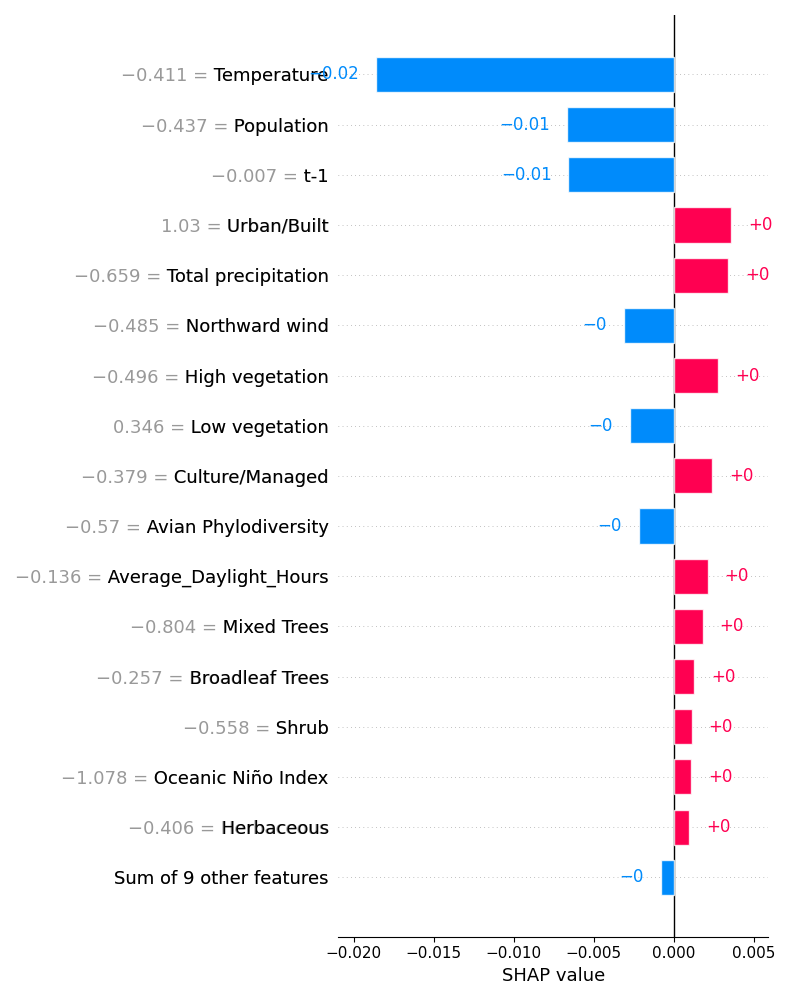 −0.411 = Temperature −0.02
−0.437 = Population −0.01
−0.007 = t-1 −0.01
1.03 = Urban/Built +0
−0.659 = Total precipitation +0
−0.485 = Northward wind −0
−0.496 = High vegetation +0
0.346 = Low vegetation −0
−0.379 = Culture/Managed +0
−0.57 = Avian Phylodiversity −0
−0.136 = Average_Daylight_Hours +0
−0.804 = Mixed Trees +0
−0.257 = Broadleaf Trees +0
−0.558 = Shrub +0
−1.078 = Oceanic Niño Index +0
−0.406 = Herbaceous +0
Sum of 9 other features −0
−0.020 −0.015 −0.010 −0.005 0.000 0.005
SHAP value